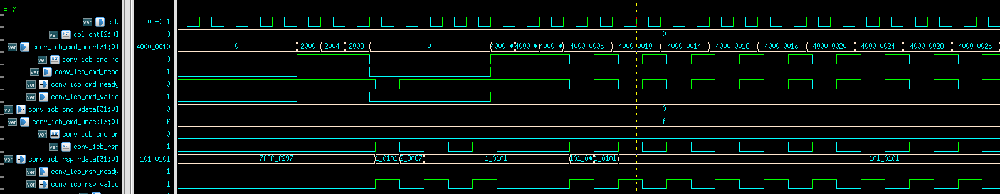 = G1
ver clk 0 -> 1
ver NET col_cnt[2:0] 0 0
ver conv_icb_cmd_addr[31:0] 4000_0010 0 2000 2004 2008 0 4000_* 4000_* 4000_* 4000_000c 4000_0010 4000_0014 4000_0018 4000_001c 4000_0020 4000_0024 4000_0028 4000_002c
ver NET conv_icb_cmd_rd 0
ver conv_icb_cmd_read 1
ver conv_icb_cmd_ready 0
ver conv_icb_cmd_valid 1
ver conv_icb_cmd_wdata[31:0] 0 0
ver conv_icb_cmd_wmask[3:0] f f
ver NET conv_icb_cmd_wr 0
ver NET conv_icb_rsp 1
ver conv_icb_rsp_rdata[31:0] 101_0101 7fff_f297 1_0101 2_8067 1_0101 101_0* 1_0101 101_0101
ver conv_icb_rsp_ready 1
ver conv_icb_rsp_valid 1